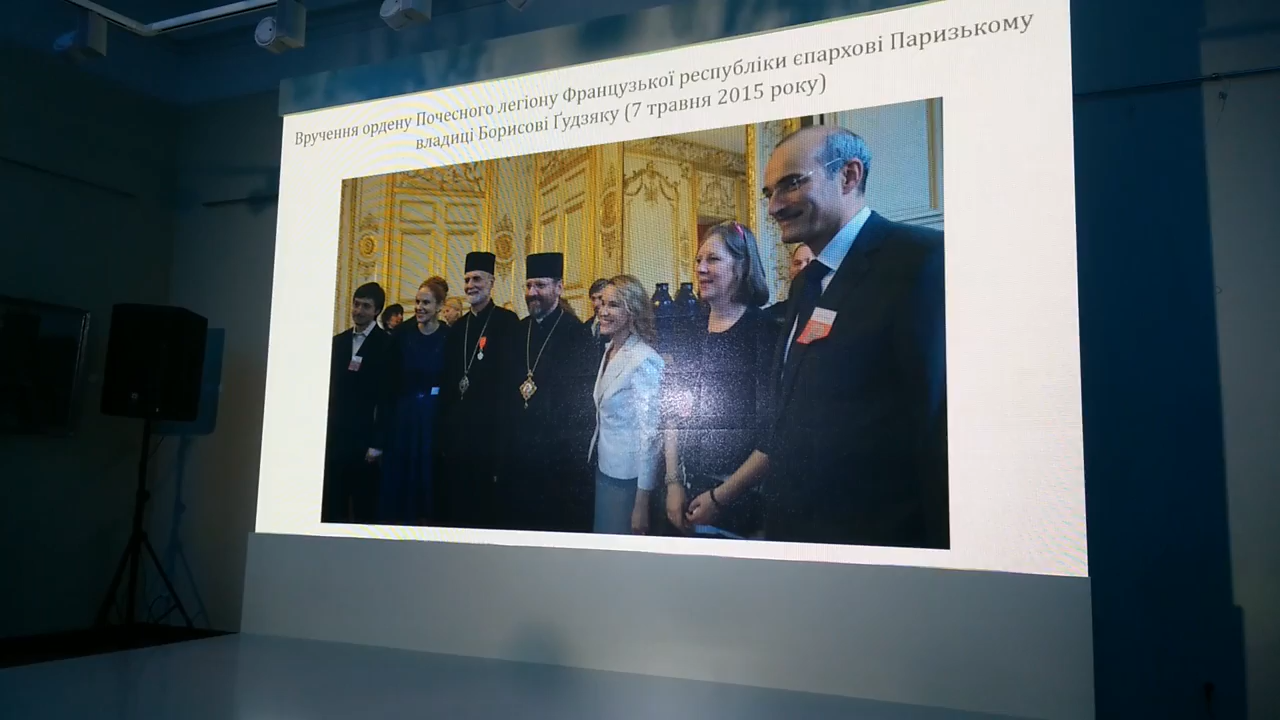 Вручення ордену Почесного легіону Французької республіки єпархові Паризькому
владиці Борисові Ґудзяку (7 травня 2015 року)